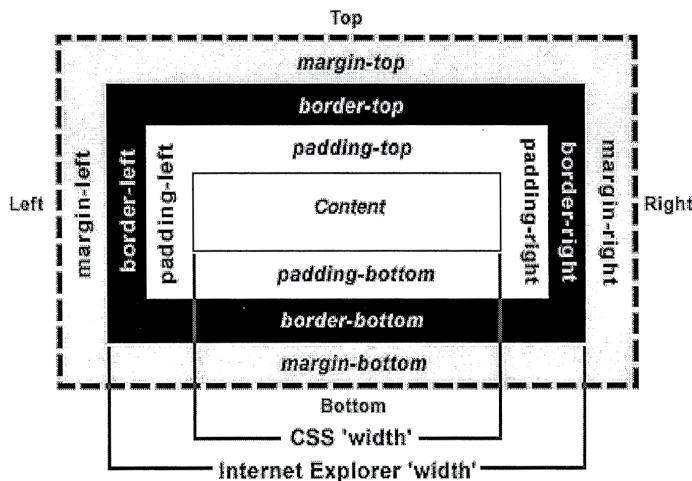 Top
margin-top
border-top
padding-top
Left
margin-left
border-left
padding-left
Content
padding-right
border-right
margin-right
Right
padding-bottom
border-bottom
margin-bottom
Bottom
CSS 'width'
Internet Explorer 'width'